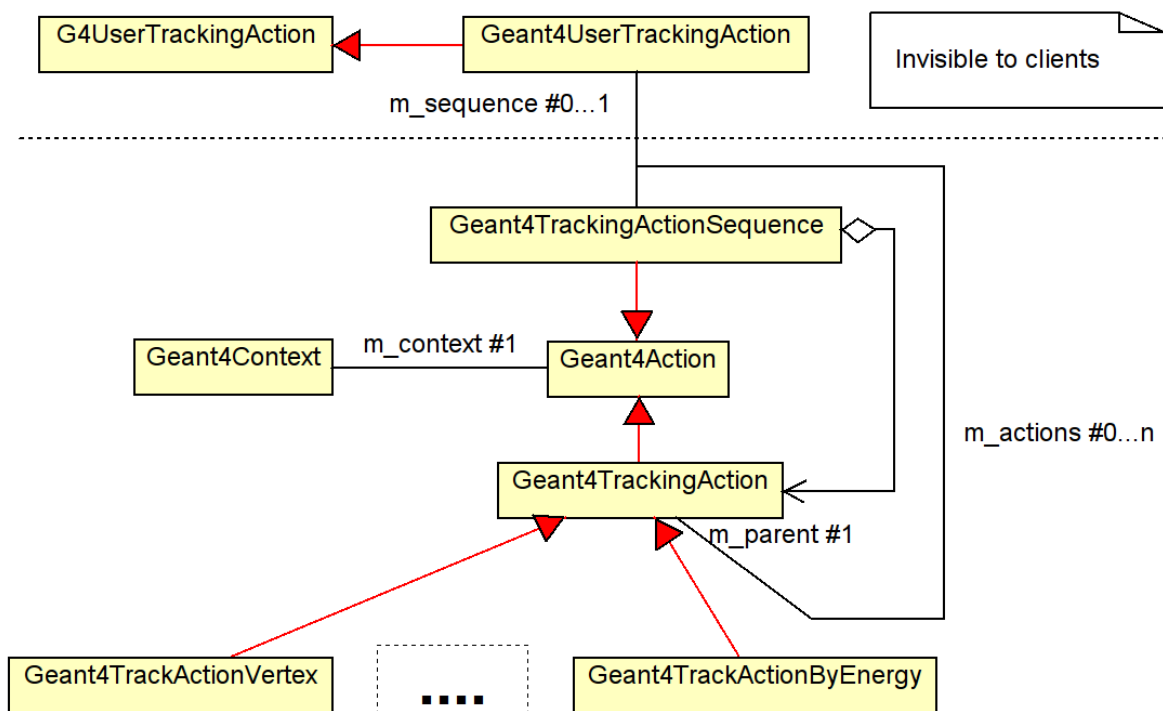 G4UserTrackingAction
Geant4UserTrackingAction
Invisible to clients
m_sequence #0...1
Geant4TrackingActionSequence
m_context #1
Geant4Context
Geant4Action
m_actions #0...n
Geant4TrackingAction
m_parent #1
Geant4TrackActionVertex
....
Geant4TrackActionByEnergy